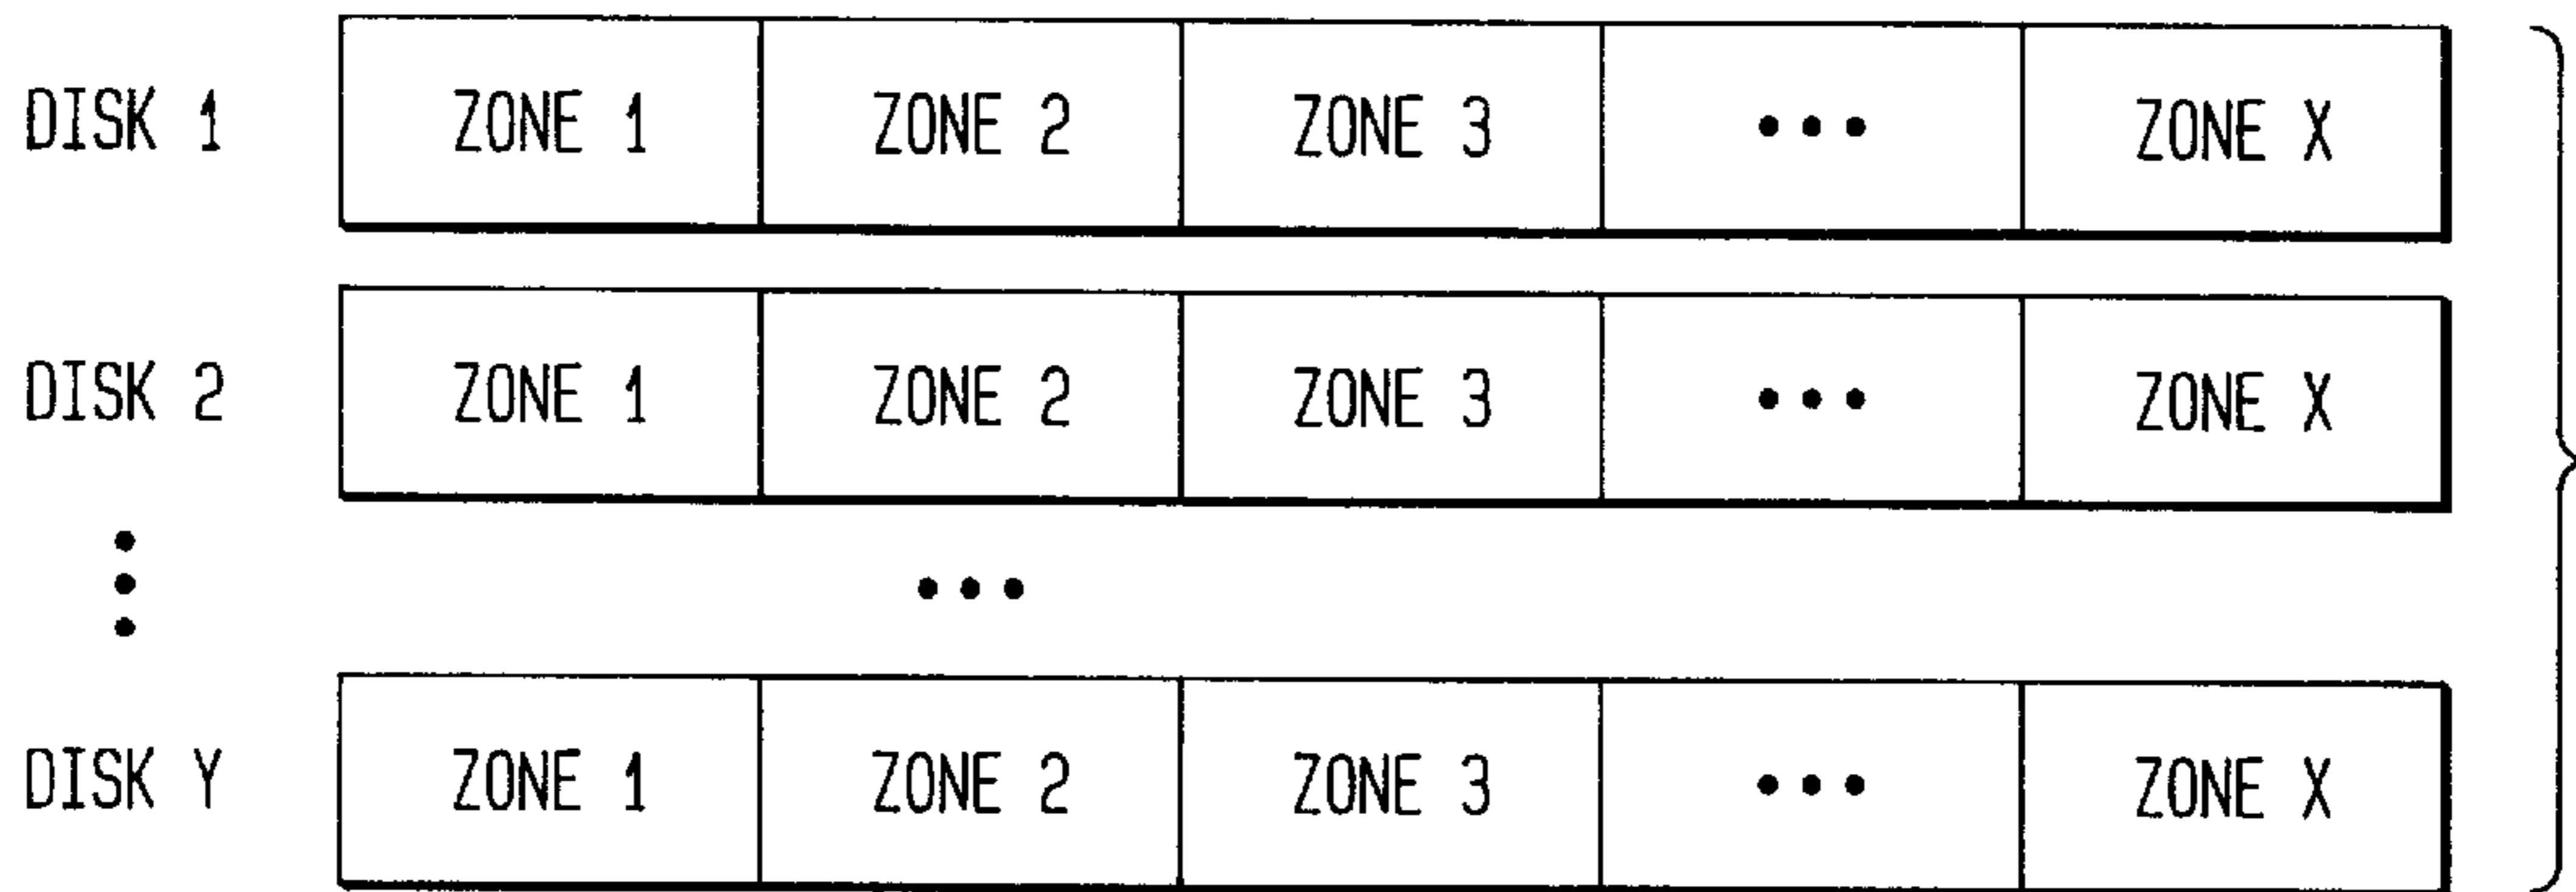 DISK 1 ZONE 1 ZONE 2 ZONE 3 ••• ZONE X
DISK 2 ZONE 1 ZONE 2 ZONE 3 ••• ZONE X
•••
DISK Y ZONE 1 ZONE 2 ZONE 3 ••• ZONE X